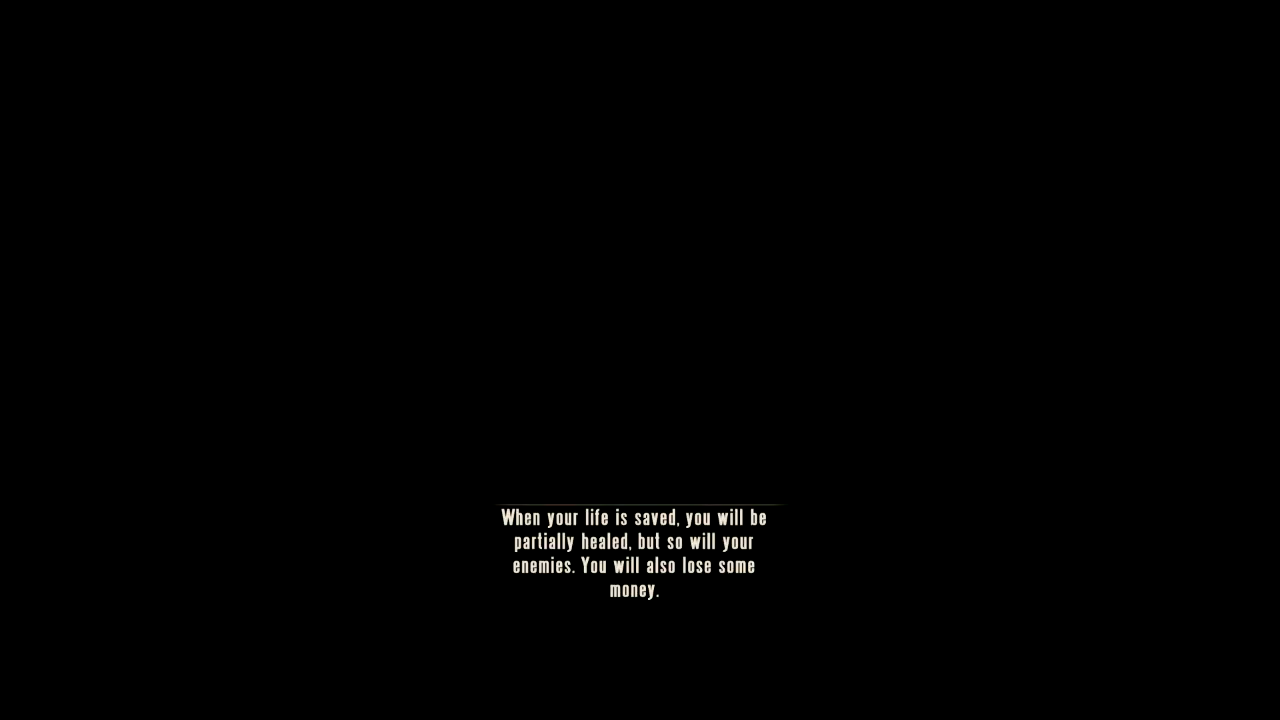 When your life is saved, you will be
partially healed, but so will your
enemies. You will also lose some
money.